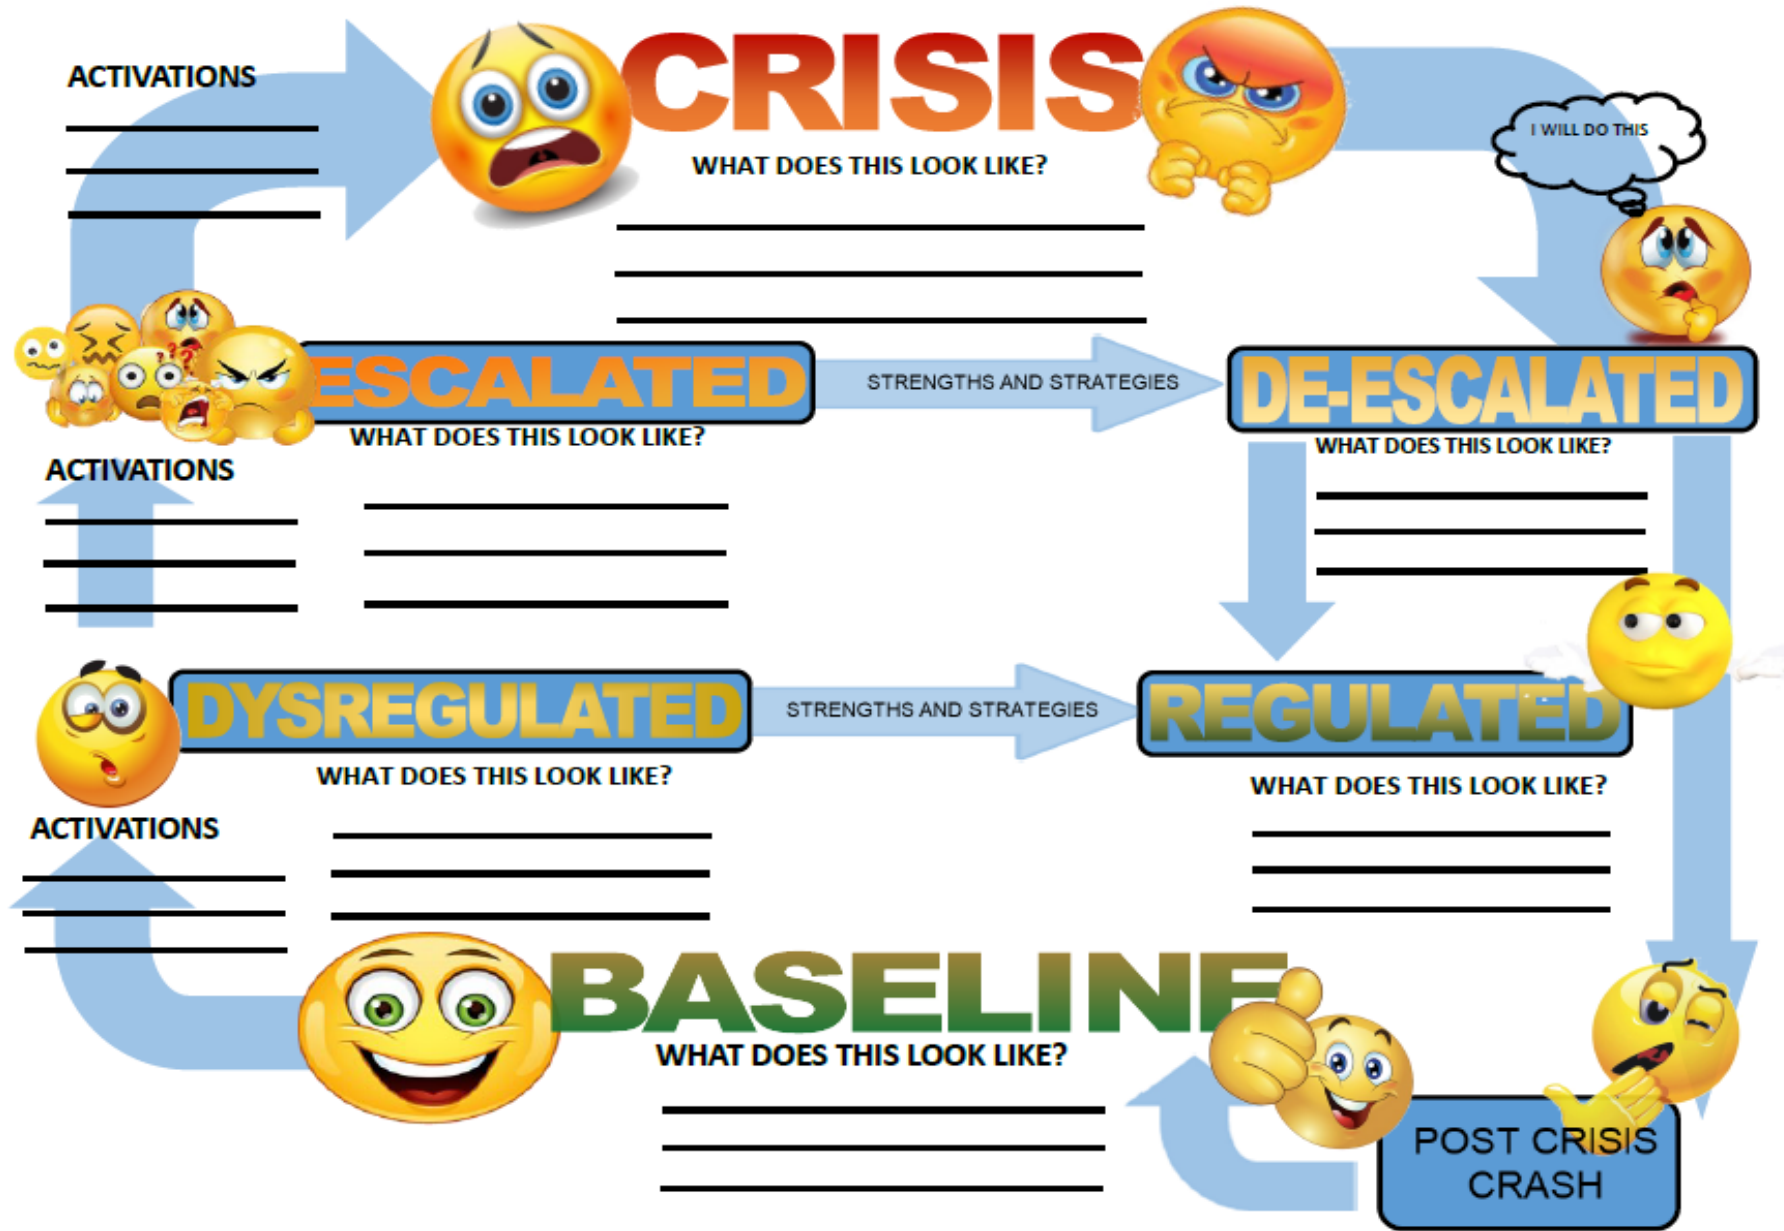 ACTIVATIONS
CRISIS
WHAT DOES THIS LOOK LIKE?
I WILL DO THIS
ESCALATED
WHAT DOES THIS LOOK LIKE?
STRENGTHS AND STRATEGIES
DE-ESCALATED
WHAT DOES THIS LOOK LIKE?
ACTIVATIONS
DYSREGULATED
WHAT DOES THIS LOOK LIKE?
STRENGTHS AND STRATEGIES
REGULATED
WHAT DOES THIS LOOK LIKE?
ACTIVATIONS
BASELINE
WHAT DOES THIS LOOK LIKE?
POST CRISIS
CRASH
???